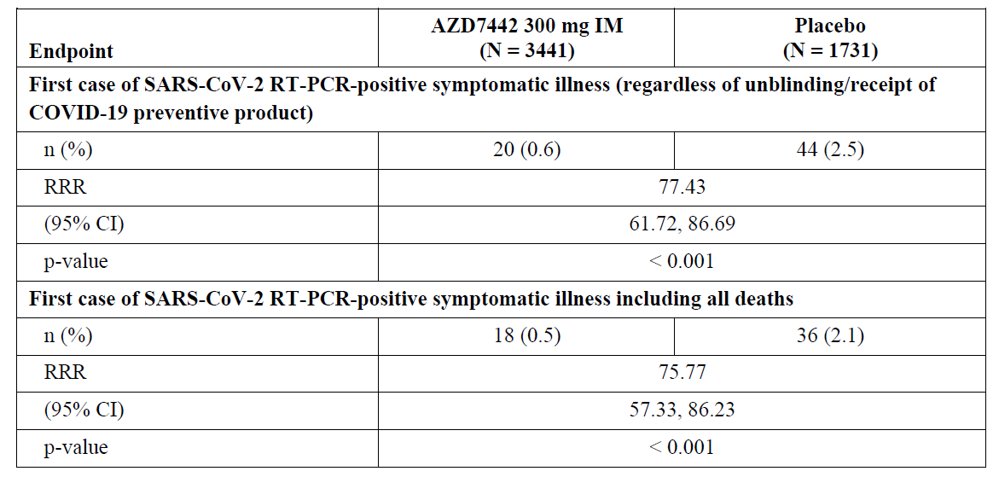 Endpoint AZD7442 300 mg IM (N = 3441) Placebo (N = 1731)
First case of SARS-CoV-2 RT-PCR-positive symptomatic illness (regardless of unblinding/receipt of
COVID-19 preventive product)
n (%) 20 (0.6) 44 (2.5)
RRR 77.43
(95% CI) 61.72, 86.69
p-value < 0.001
First case of SARS-CoV-2 RT-PCR-positive symptomatic illness including all deaths
n (%) 18 (0.5) 36 (2.1)
RRR 75.77
(95% CI) 57.33, 86.23
p-value < 0.001